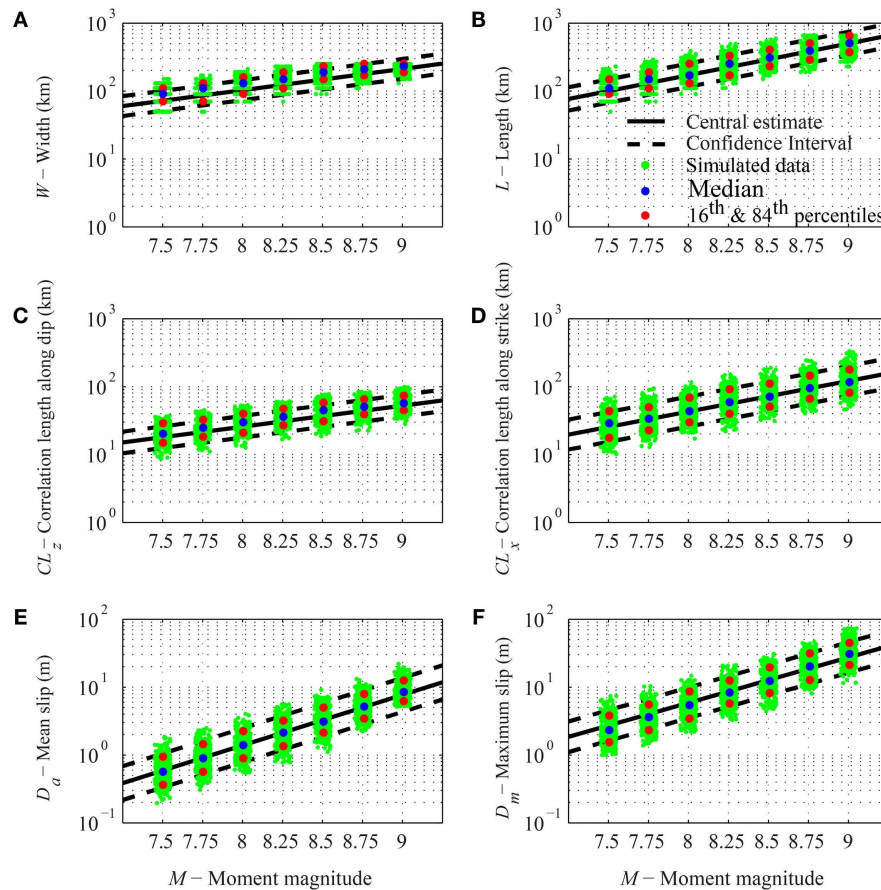 A
B
10^3
10^2
10^1
10^0
W − Width (km)
7.5 7.75 8 8.25 8.5 8.75 9
10^3
10^2
10^1
10^0
L − Length (km)
Central estimate
Confidence Interval
Simulated data
Median
16th & 84th percentiles
7.5 7.75 8 8.25 8.5 8.75 9
C
D
10^3
10^2
10^1
10^0
CL_z − Correlation length along dip (km)
7.5 7.75 8 8.25 8.5 8.75 9
10^3
10^2
10^1
10^0
CL_x − Correlation length along strike (km)
7.5 7.75 8 8.25 8.5 8.75 9
E
F
10^2
10^1
10^0
10^−1
D_a − Mean slip (m)
7.5 7.75 8 8.25 8.5 8.75 9
M − Moment magnitude
10^2
10^1
10^0
10^−1
D_m − Maximum slip (m)
7.5 7.75 8 8.25 8.5 8.75 9
M − Moment magnitude